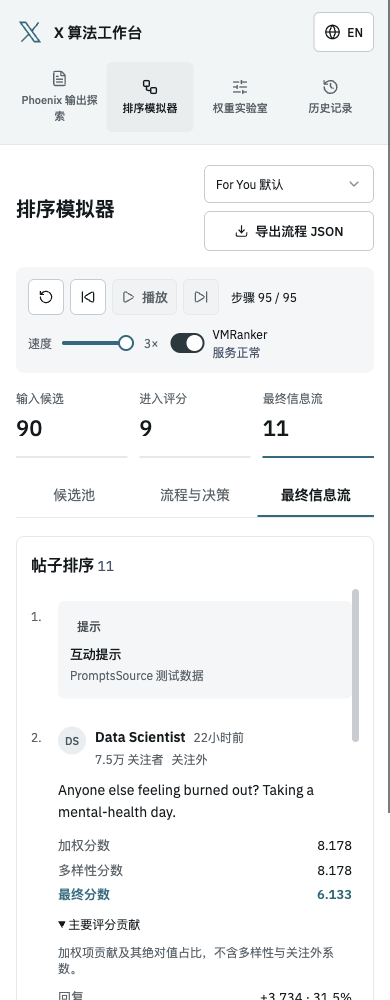 X 算法工作台
EN
Phoenix 输出探
索
排序模拟器
权重实验室
历史记录
排序模拟器
For You 默认
导出流程 JSON
播放
步骤 95 / 95
速度
3×
VMRanker
服务正常
输入候选
进入评分
最终信息流
90
9
11
候选池
流程与决策
最终信息流
帖子排序 11
1.
提示
互动提示
PromptsSource 测试数据
2.
DS
Data Scientist 22小时前
7.5万 关注者 关注外
Anyone else feeling burned out? Taking a
mental-health day.
加权分数 8.178
多样性分数 8.178
最终分数 6.133
▼主要评分贡献
加权项贡献及其绝对值占比，不含多样性与关注外系
数。
回复 +3.734 · 31.5%